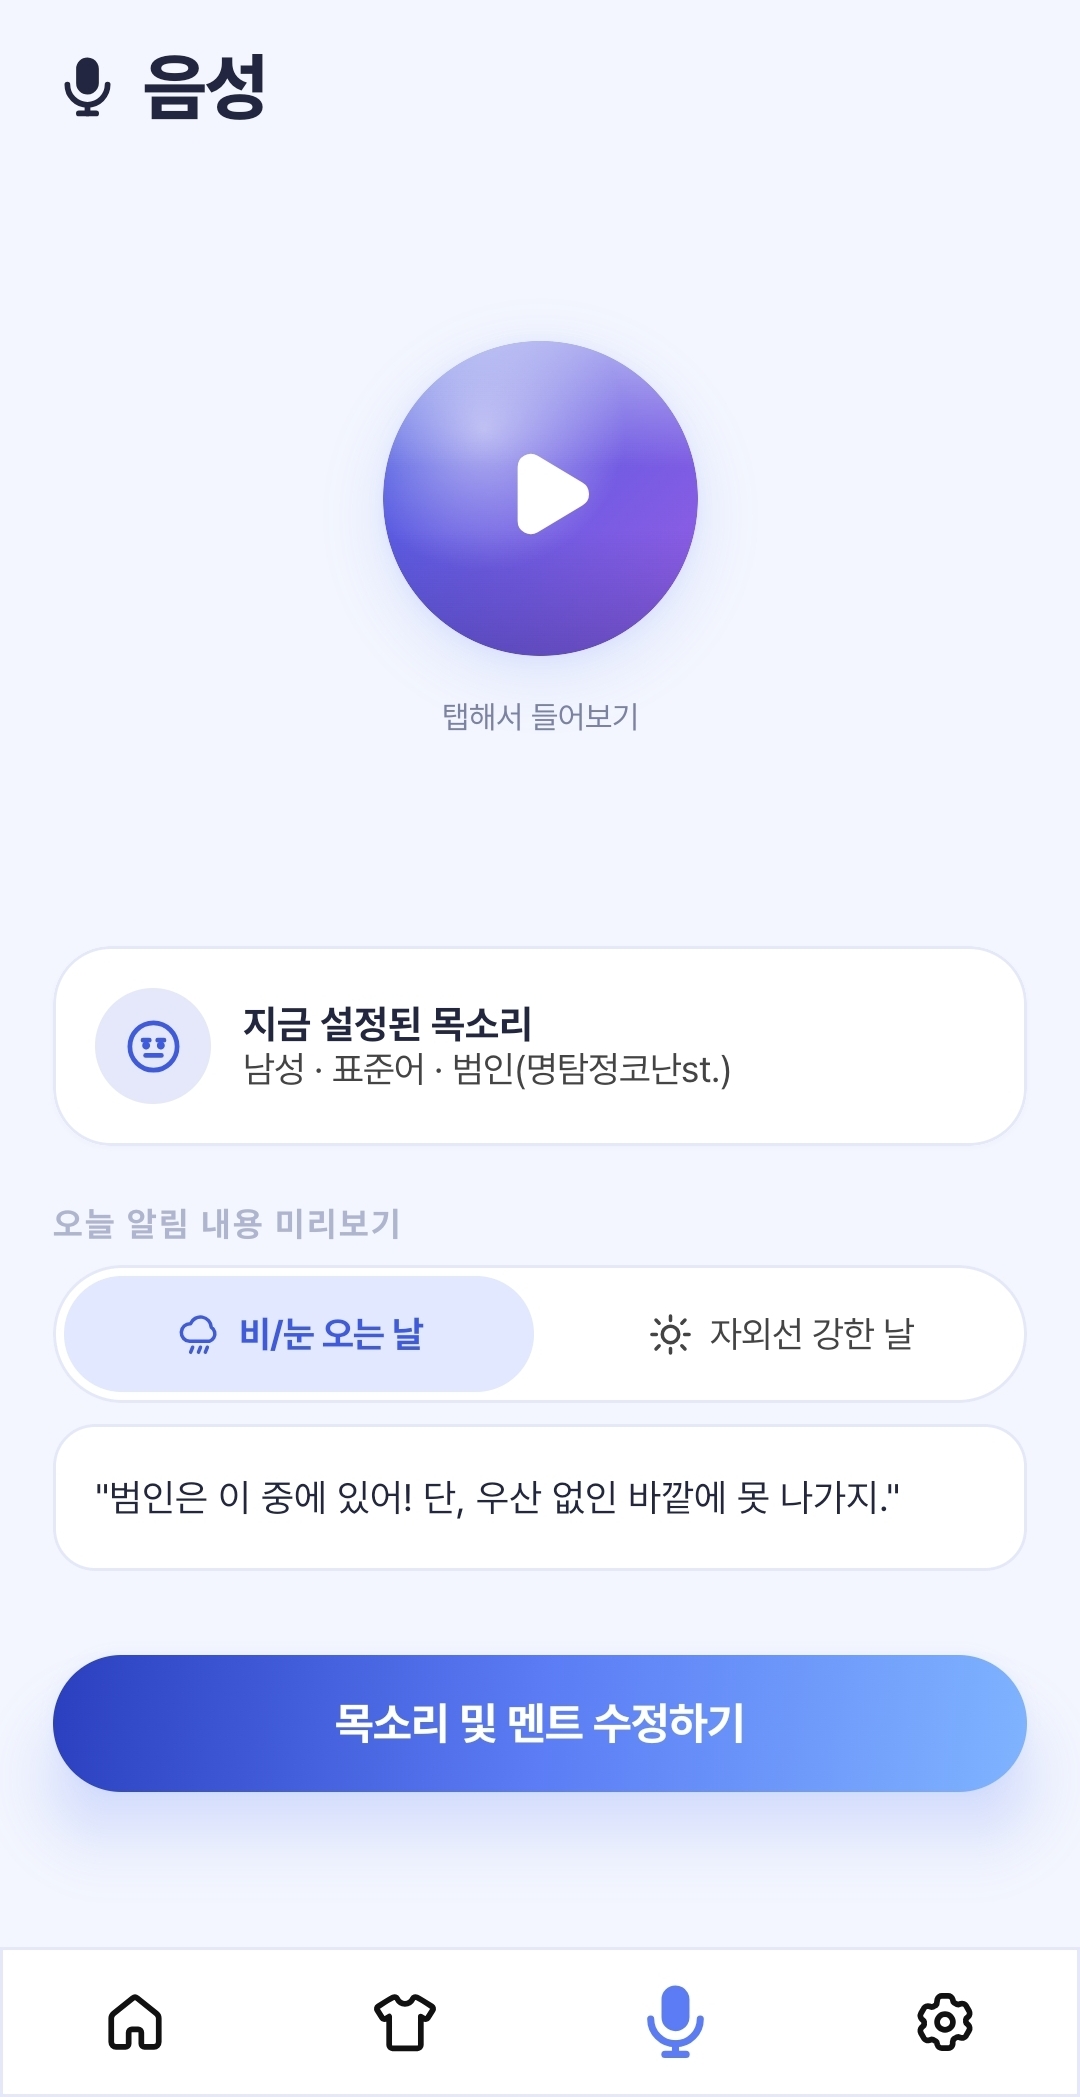 음성
탭해서 들어보기
지금 설정된 목소리
남성 · 표준어 · 범인(명탐정코난st.)
오늘 알림 내용 미리보기
비/눈 오는 날
자외선 강한 날
"범인은 이 중에 있어! 단, 우산 없인 바깥에 못 나가지."
목소리 및 멘트 수정하기